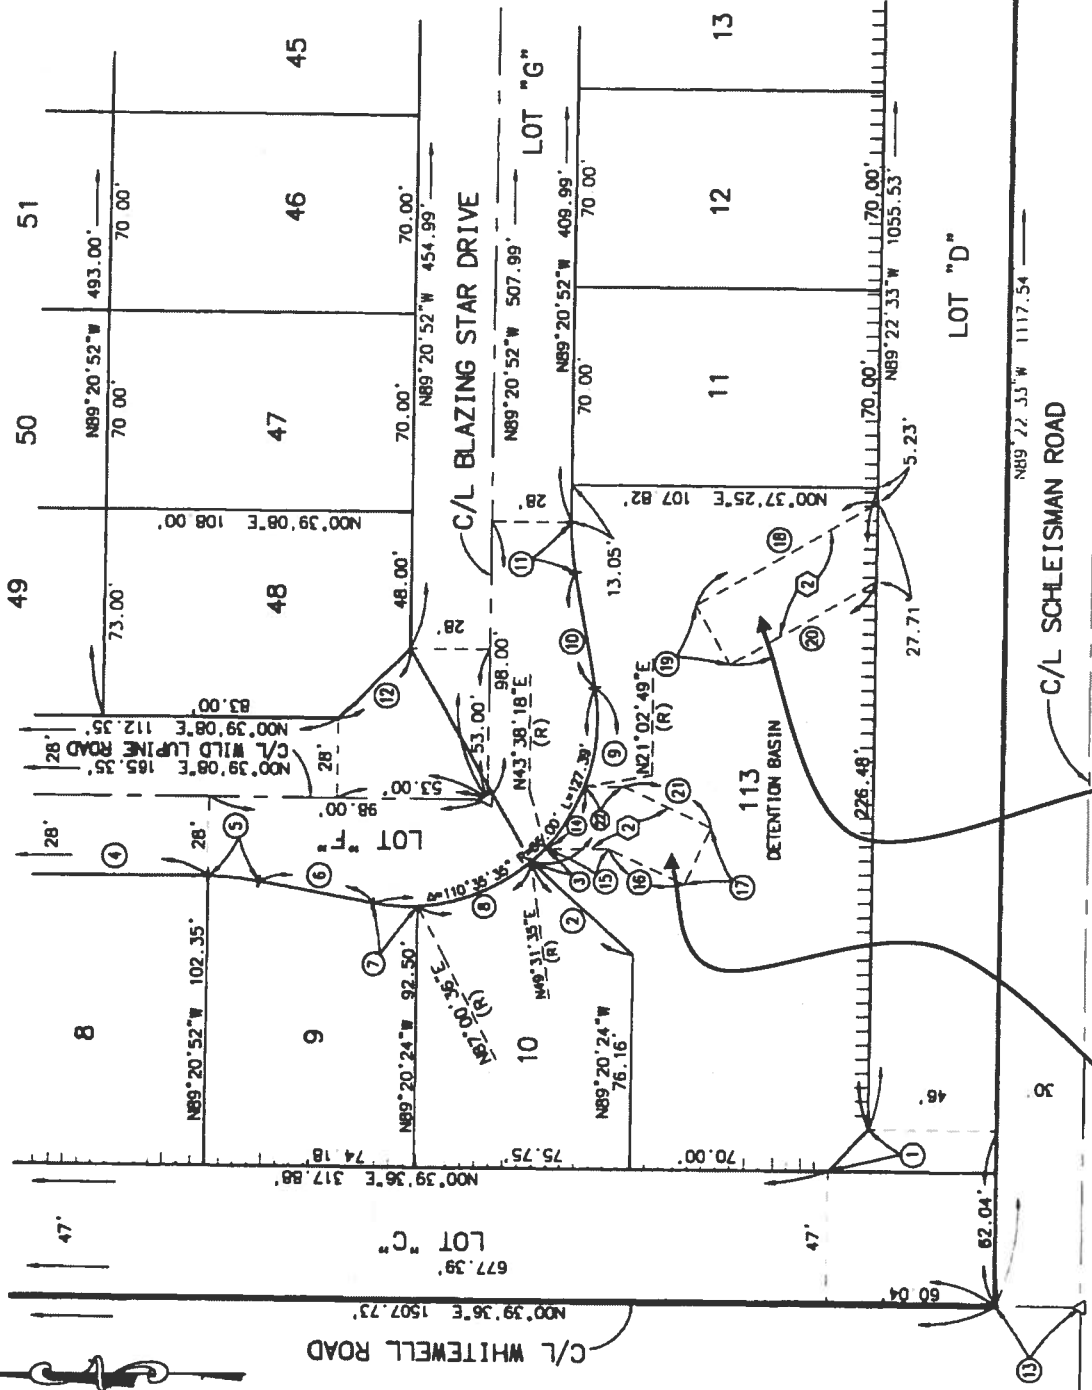 51
50
49
45
46
47
48
13
12
11
8
9
10
N89°20'52"W 493.00'
70.00'
70 00'
73.00'
N00°39'08"E 108.00'
70.00'
70.00'
48.00'
N89°20'52"W 454.99'
C/L BLAZING STAR DRIVE
N89°20'52"W 507.99'
LOT "G"
N89°20'52"W 409.99'
70 00'
70 00'
28'
28'
13.05'
N00°37'25"E 107.82'
70.00'
70.00'
N89°22'33"W 1055.53'
5.23'
27.71
LOT "D"
N89°22'33"W 1117.54
C/L SCHLEISMAN ROAD
83.00'
N00°39'08"E 112.35'
C/L WILD LUPINE ROAD
N00°39'08"E 165.35'
28'
28'
28'
28'
53.00'
98.00'
LOT "F"
53.00'
98.00'
N43°38'18"E
(R)
N21°02'49"E
(R)
Δ=101°35'35"
L=127.39'
N49°31'35"E
(R)
N87°00'36"E
(R)
N89°20'52"W 102.35'
N89°20'24"W 92.50'
N89°20'24"W
76.16'
113
DETENTION BASIN
226.48'
74.18
N00°39'36"E 317.88'
75.75'
70.00'
46'
30'
47'
47'
LOT "C"
677.39'
62.04'
60.04
N00°39'36"E 1507.73'
C/L WHITEWELL ROAD
1
2
3
4
5
6
7
8
9
10
11
12
13
14
15
16
17
18
19
20
21
22
2
2